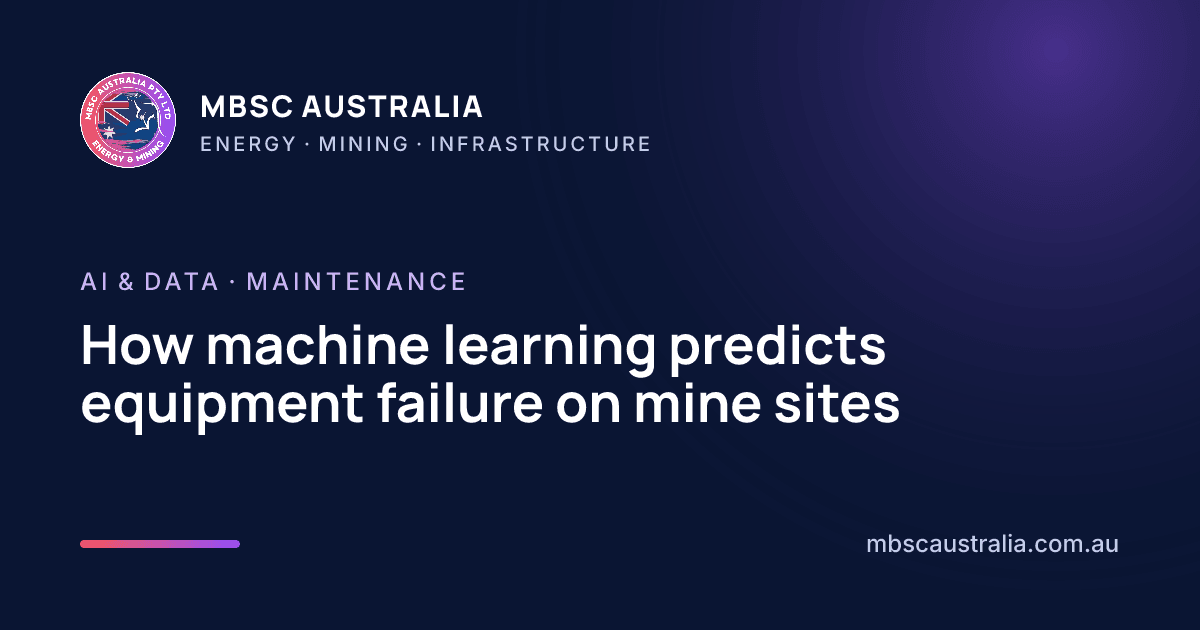 MBSC AUSTRALIA PTY LTD
ENERGY & MINING
MBSC AUSTRALIA
ENERGY · MINING · INFRASTRUCTURE
AI & DATA · MAINTENANCE
How machine learning predicts
equipment failure on mine sites
mbscaustralia.com.au